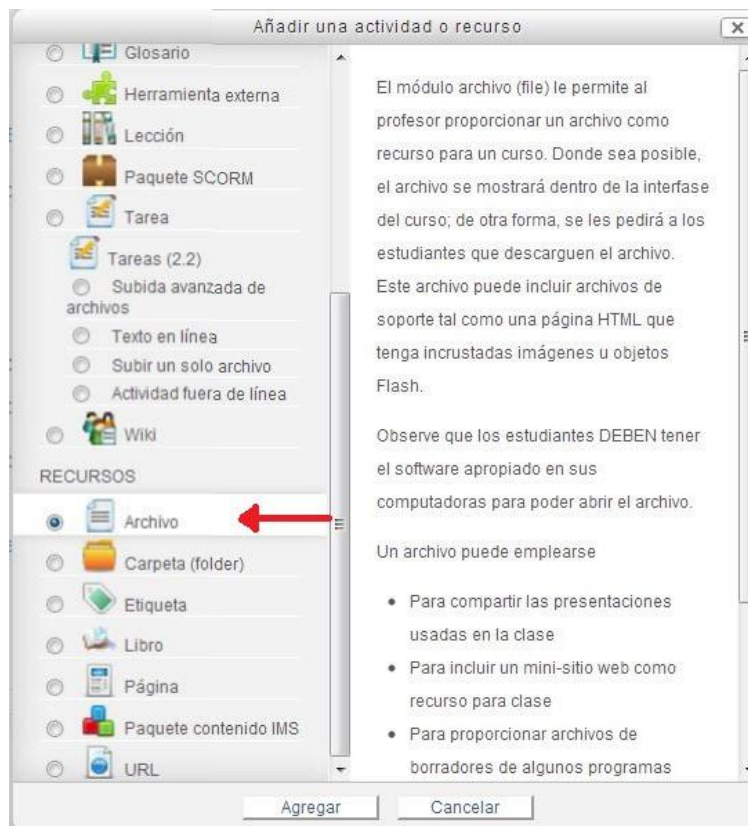 Añadir una actividad o recurso
Glosario
Herramienta externa
Lección
Paquete SCORM
Tarea
Tareas (2.2)
Subida avanzada de
archivos
Texto en línea
Subir un solo archivo
Actividad fuera de línea
Wiki
RECURSOS
Archivo
Carpeta (folder)
Etiqueta
Libro
Página
Paquete contenido IMS
URL
El módulo archivo (file) le permite al
profesor proporcionar un archivo como
recurso para un curso. Donde sea posible,
el archivo se mostrará dentro de la interfase
del curso; de otra forma, se les pedirá a los
estudiantes que descarguen el archivo.
Este archivo puede incluir archivos de
soporte tal como una página HTML que
tenga incrustadas imágenes u objetos
Flash.
Observe que los estudiantes DEBEN tener
el software apropiado en sus
computadoras para poder abrir el archivo.
Un archivo puede emplearse
• Para compartir las presentaciones
usadas en la clase
• Para incluir un mini-sitio web como
recurso para clase
• Para proporcionar archivos de
borradores de algunos programas
Agregar
Cancelar